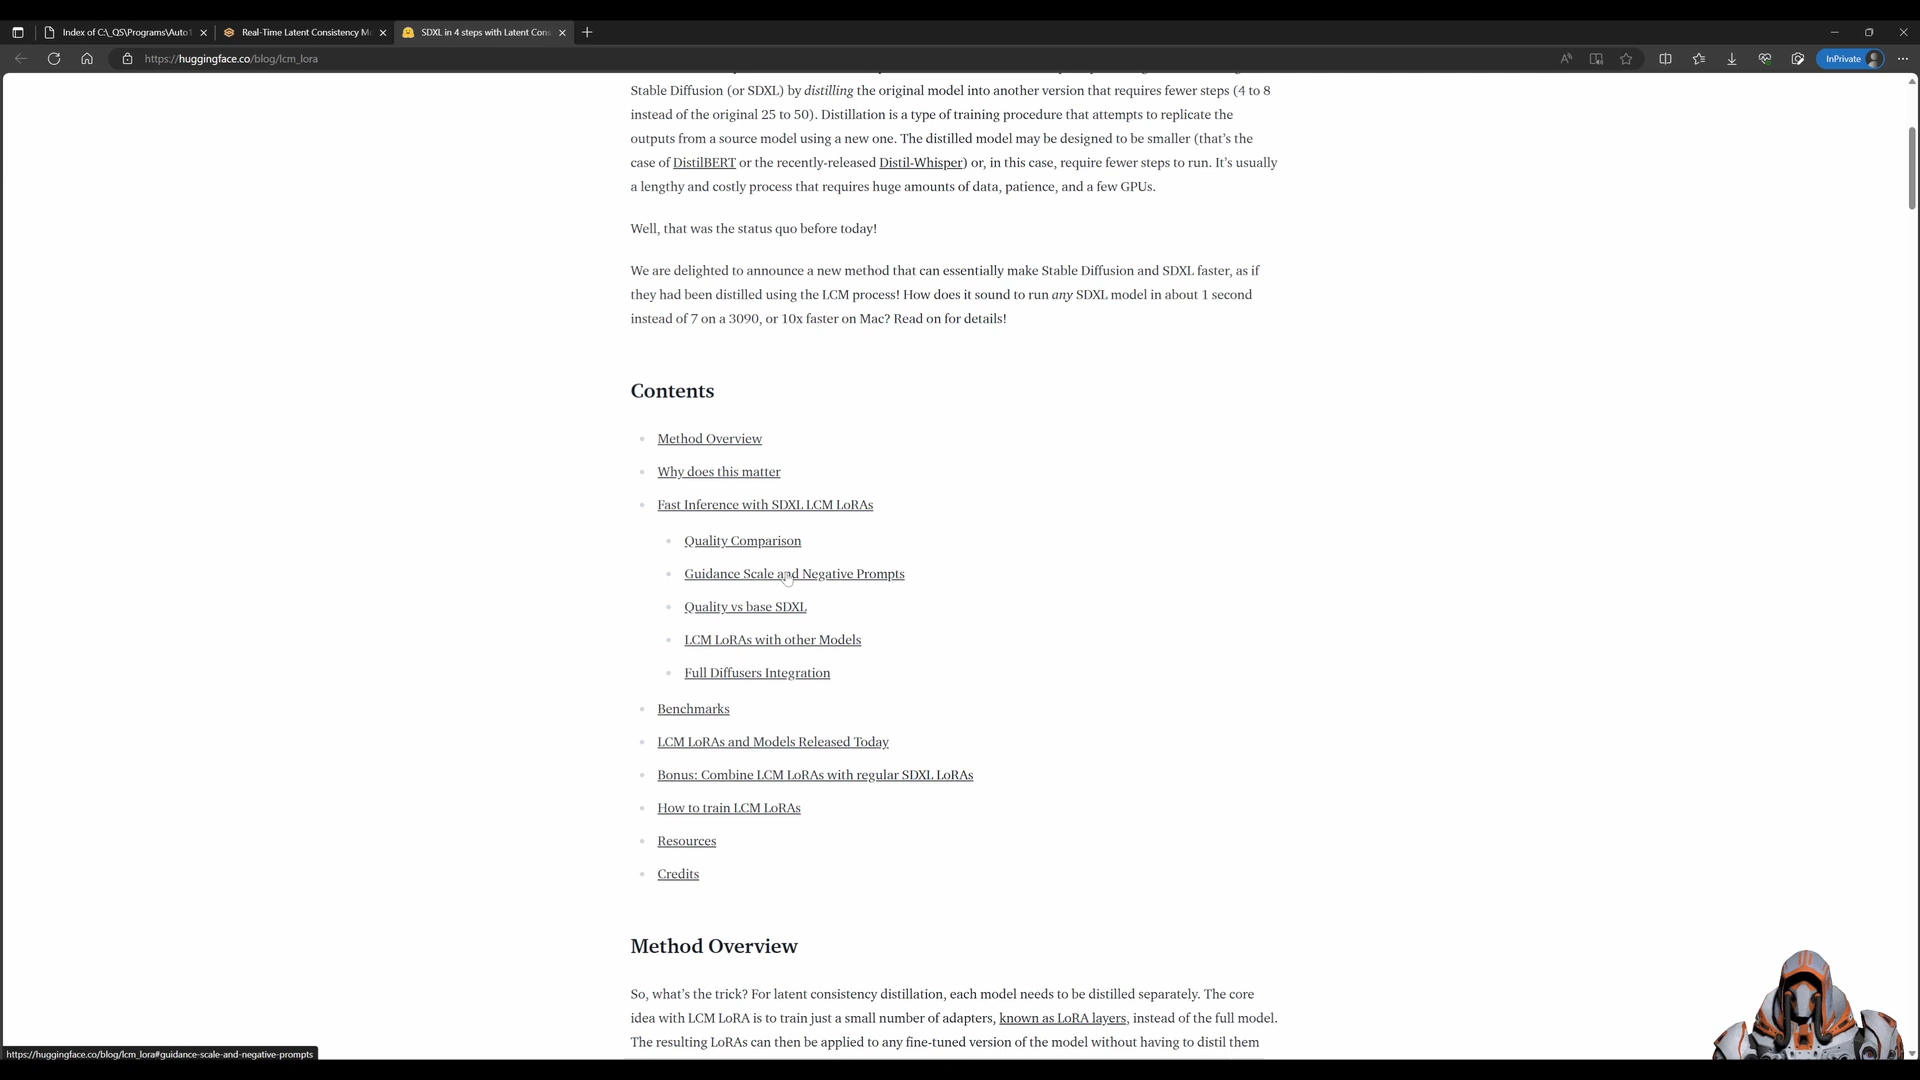 Index of C:\_QS\Programs\Auto1
Real-Time Latent Consistency M
SDXL in 4 steps with Latent Con
https://huggingface.co/blog/lcm_lora
InPrivate
Stable Diffusion (or SDXL) by distilling the original model into another version that requires fewer steps (4 to 8
instead of the original 25 to 50). Distillation is a type of training procedure that attempts to replicate the
outputs from a source model using a new one. The distilled model may be designed to be smaller (that’s the
case of DistilBERT or the recently-released Distil-Whisper) or, in this case, require fewer steps to run. It’s usually
a lengthy and costly process that requires huge amounts of data, patience, and a few GPUs.
Well, that was the status quo before today!
We are delighted to announce a new method that can essentially make Stable Diffusion and SDXL faster, as if
they had been distilled using the LCM process! How does it sound to run any SDXL model in about 1 second
instead of 7 on a 3090, or 10x faster on Mac? Read on for details!
Contents
Method Overview
Why does this matter
Fast Inference with SDXL LCM LoRAs
Quality Comparison
Guidance Scale and Negative Prompts
Quality vs base SDXL
LCM LoRAs with other Models
Full Diffusers Integration
Benchmarks
LCM LoRAs and Models Released Today
Bonus: Combine LCM LoRAs with regular SDXL LoRAs
How to train LCM LoRAs
Resources
Credits
Method Overview
So, what’s the trick? For latent consistency distillation, each model needs to be distilled separately. The core
idea with LCM LoRA is to train just a small number of adapters, known as LoRA layers, instead of the full model.
The resulting LoRAs can then be applied to any fine-tuned version of the model without having to distil them
https://huggingface.co/blog/lcm_lora#guidance-scale-and-negative-prompts